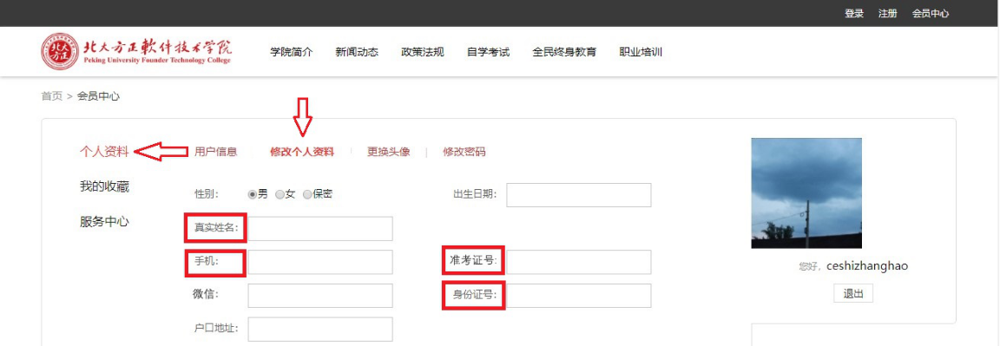 登录 注册 会员中心
北大方正軟件技术学院
Peking University Founder Technology College
学院简介 新闻动态 政策法规 自学考试 全民终身教育 职业培训
首页 > 会员中心
个人资料 用户信息 修改个人资料 更换头像 | 修改密码
我的收藏
性别: 男 女 保密 出生日期:
服务中心
真实姓名:
手机: 准考证号:
您好, ceshizhanghao
微信: 身份证号:
退出
户口地址: